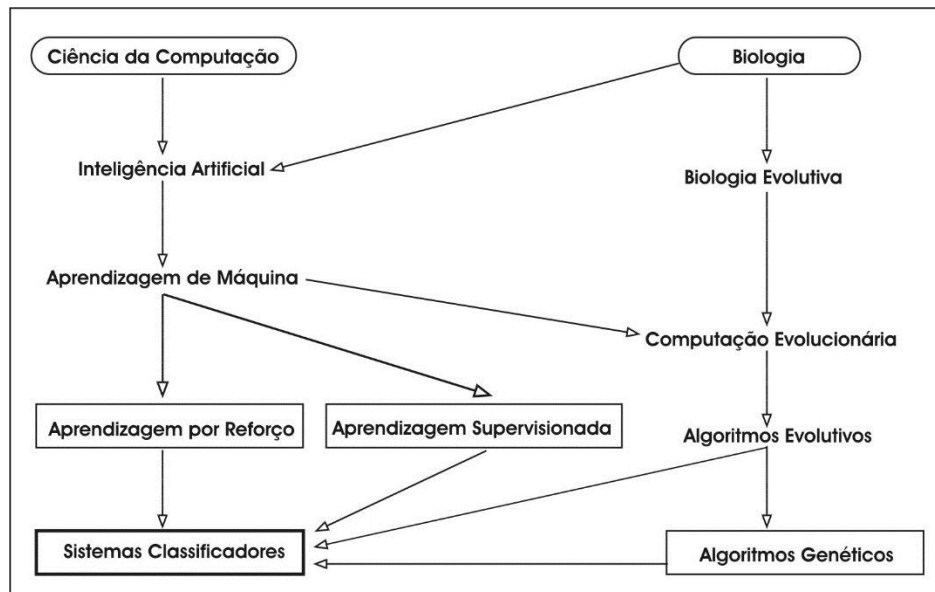 Ciência da Computação
Biologia
Inteligência Artificial
Biologia Evolutiva
Aprendizagem de Máquina
Computação Evolucionária
Aprendizagem por Reforço
Aprendizagem Supervisionada
Algoritmos Evolutivos
Sistemas Classificadores
Algoritmos Genéticos